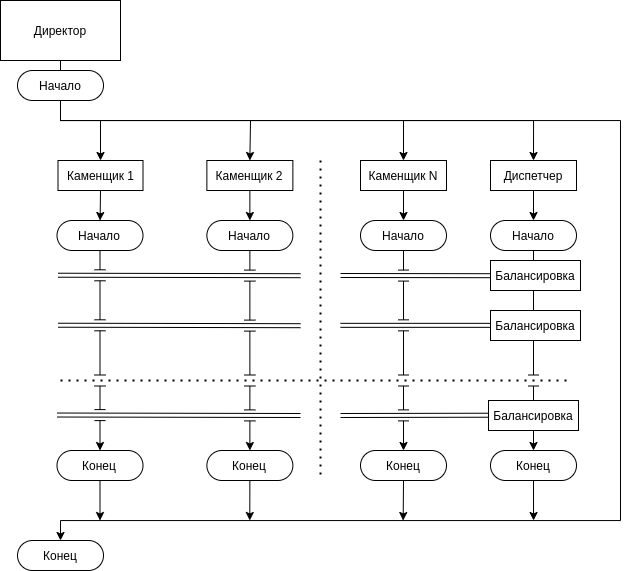 Директор
Начало
Каменщик 1
Каменщик 2
Каменщик N
Диспетчер
Начало
Начало
Начало
Начало
Балансировка
Балансировка
Балансировка
Конец
Конец
Конец
Конец
Конец